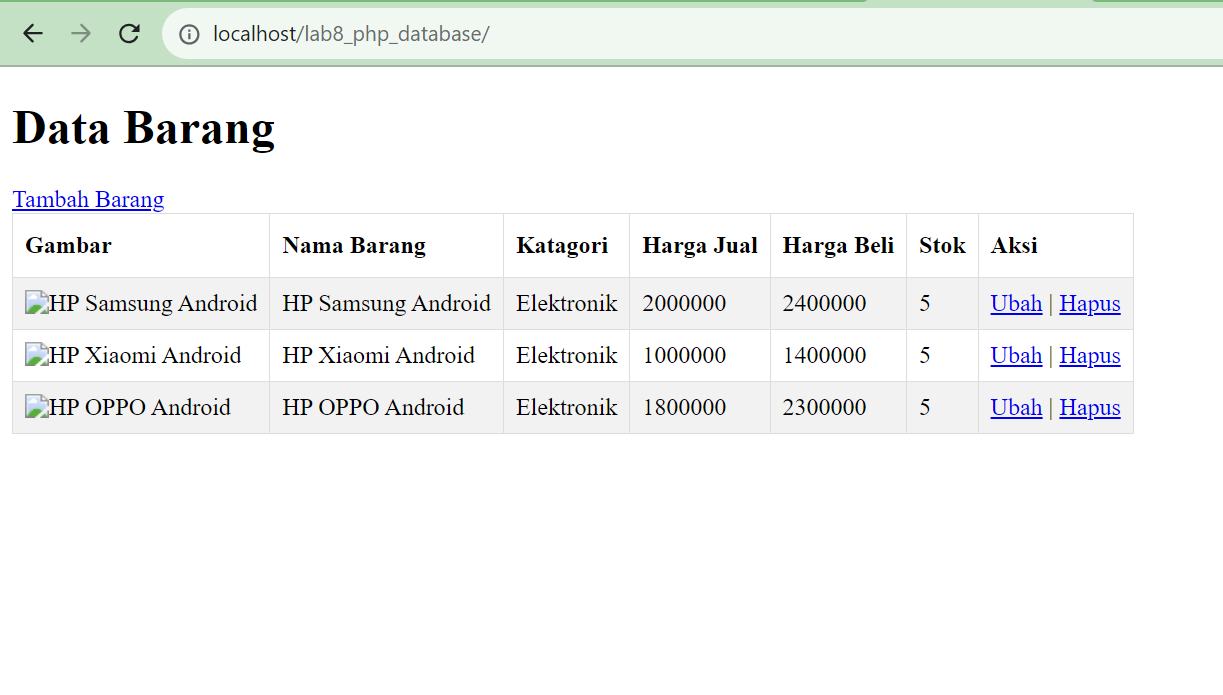 localhost/lab8_php_database/
Data Barang
Tambah Barang
Gambar Nama Barang Katagori Harga Jual Harga Beli Stok Aksi
HP Samsung Android HP Samsung Android Elektronik 2000000 2400000 5 Ubah | Hapus
HP Xiaomi Android HP Xiaomi Android Elektronik 1000000 1400000 5 Ubah | Hapus
HP OPPO Android HP OPPO Android Elektronik 1800000 2300000 5 Ubah | Hapus